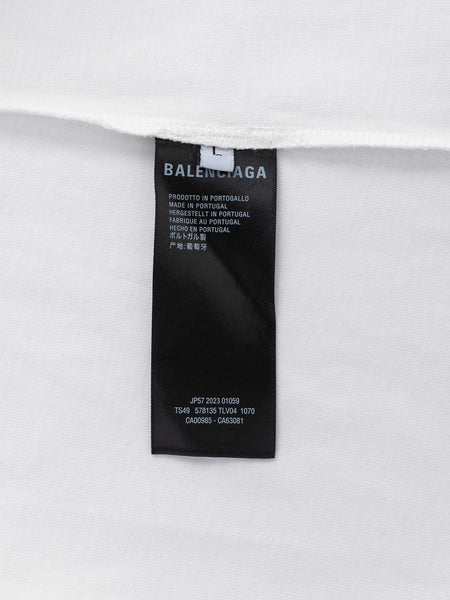 L
BALENCIAGA
PRODOTTO IN PORTOGALLO
MADE IN PORTUGAL
HERGESTELLT IN PORTUGAL
FABRIQUE AU PORTUGAL
HECHO EN PORTUGAL
ポルトガル製
产地:葡萄牙
JP57 2023 01059
TS49 578135 TLV04 1070
CA00985 - CA63081